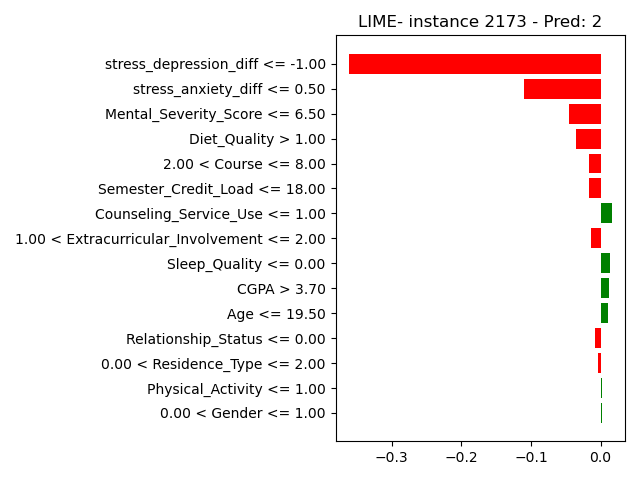 LIME- instance 2173 - Pred: 2
stress_depression_diff <= -1.00
stress_anxiety_diff <= 0.50
Mental_Severity_Score <= 6.50
Diet_Quality > 1.00
2.00 < Course <= 8.00
Semester_Credit_Load <= 18.00
Counseling_Service_Use <= 1.00
1.00 < Extracurricular_Involvement <= 2.00
Sleep_Quality <= 0.00
CGPA > 3.70
Age <= 19.50
Relationship_Status <= 0.00
0.00 < Residence_Type <= 2.00
Physical_Activity <= 1.00
0.00 < Gender <= 1.00
−0.3 −0.2 −0.1 0.0